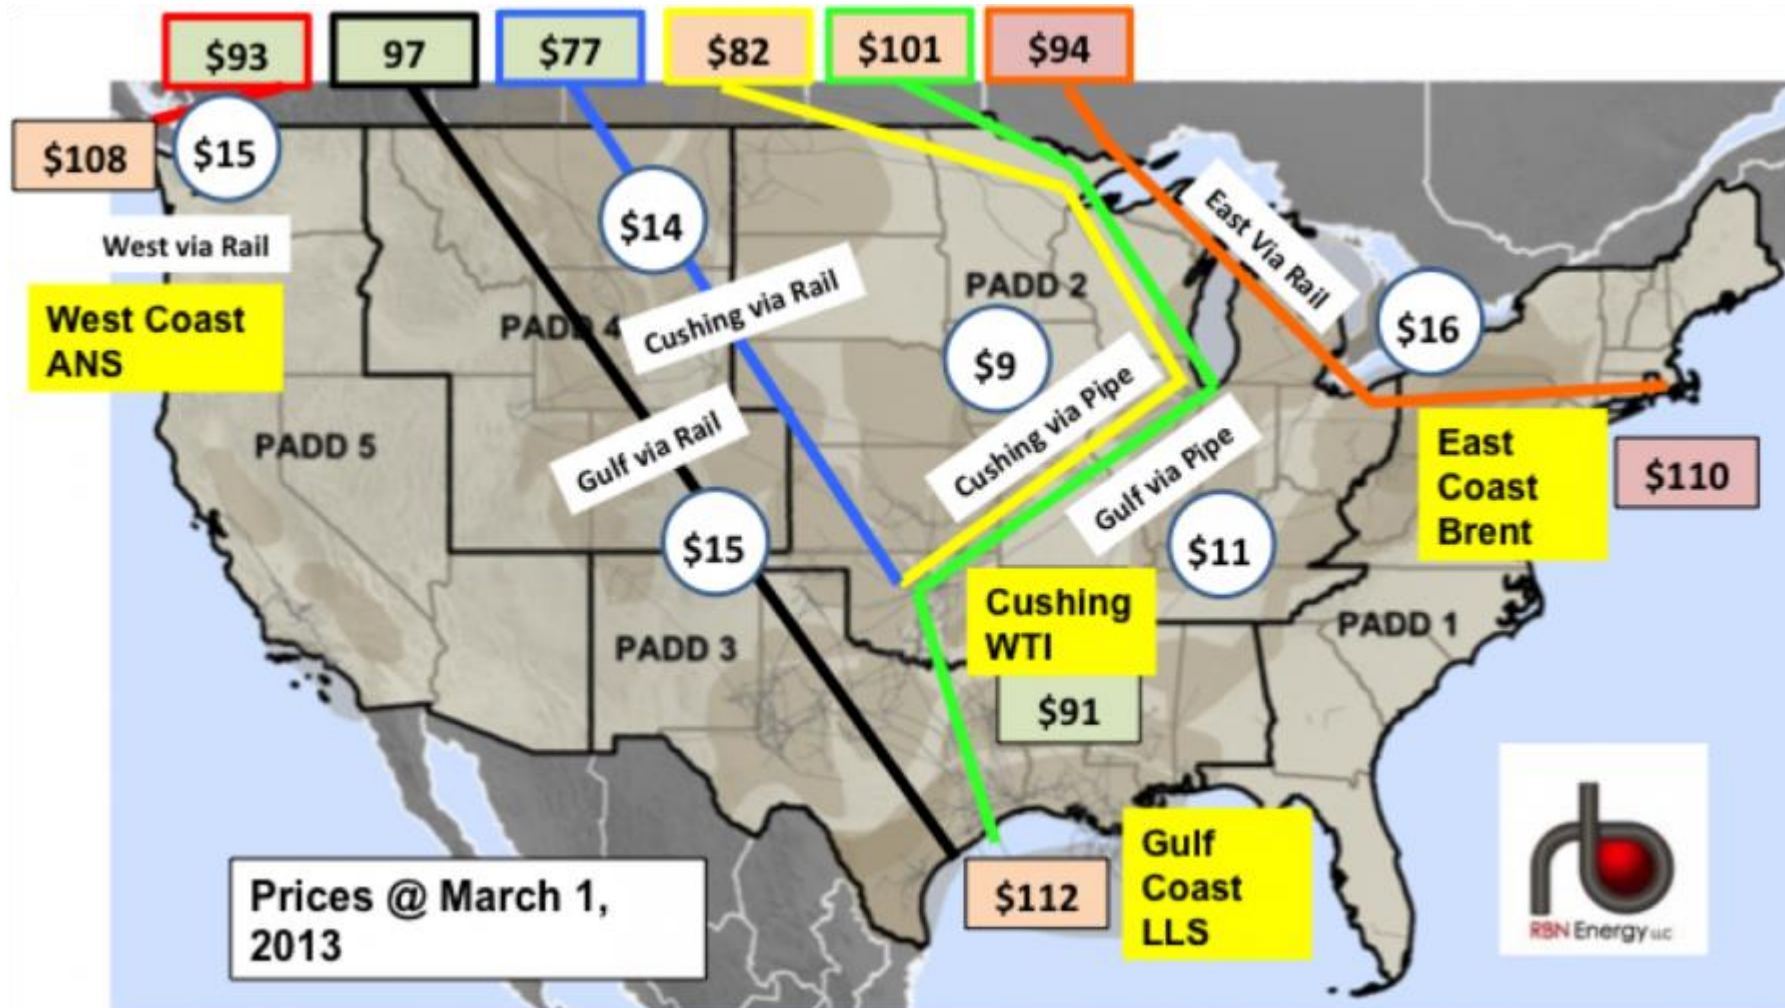 $93
97
$77
$82
$101
$94
$108
$15
West via Rail
West Coast
ANS
$14
Cushing via Rail
PADD 4
PADD 2
East Via Rail
$16
$9
Cushing via Pipe
Gulf via Rail
Gulf via Pipe
PADD 5
East
Coast
Brent
$110
$15
$11
Cushing
WTI
PADD 1
PADD 3
$91
$112
Gulf
Coast
LLS
Prices @ March 1,
2013
RBN Energy LLC